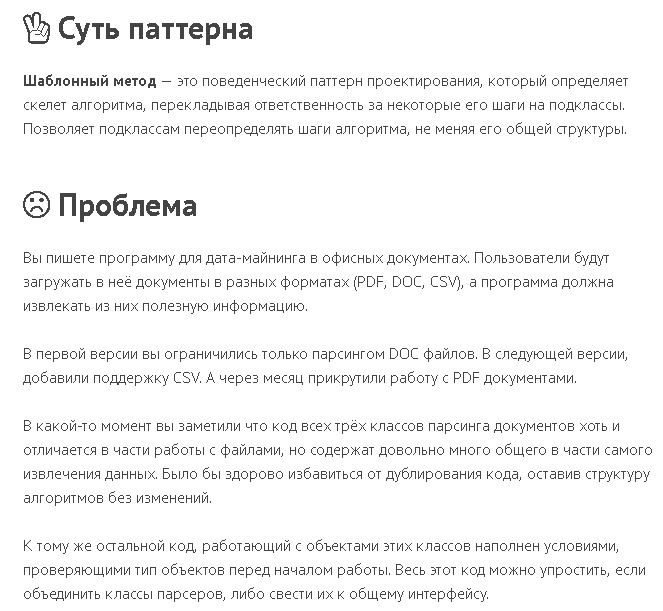 Суть паттерна
Шаблонный метод — это поведенческий паттерн проектирования, который определяет
скелет алгоритма, перекладывая ответственность за некоторые его шаги на подклассы.
Позволяет подклассам переопределять шаги алгоритма, не меняя его общей структуры.
Проблема
Вы пишете программу для дата-майнинга в офисных документах. Пользователи будут
загружать в неё документы в разных форматах (PDF, DOC, CSV), а программа должна
извлекать из них полезную информацию.
В первой версии вы ограничились только парсингом DOC файлов. В следующей версии,
добавили поддержку CSV. А через месяц прикрутили работу с PDF документами.
В какой-то момент вы заметили что код всех трёх классов парсинга документов хоть и
отличается в части работы с файлами, но содержат довольно много общего в части самого
извлечения данных. Было бы здорово избавиться от дублирования кода, оставив структуру
алгоритмов без изменений.
К тому же остальной код, работающий с объектами этих классов наполнен условиями,
проверяющими тип объектов перед началом работы. Весь этот код можно упростить, если
объединить классы парсеров, либо свести их к общему интерфейсу.